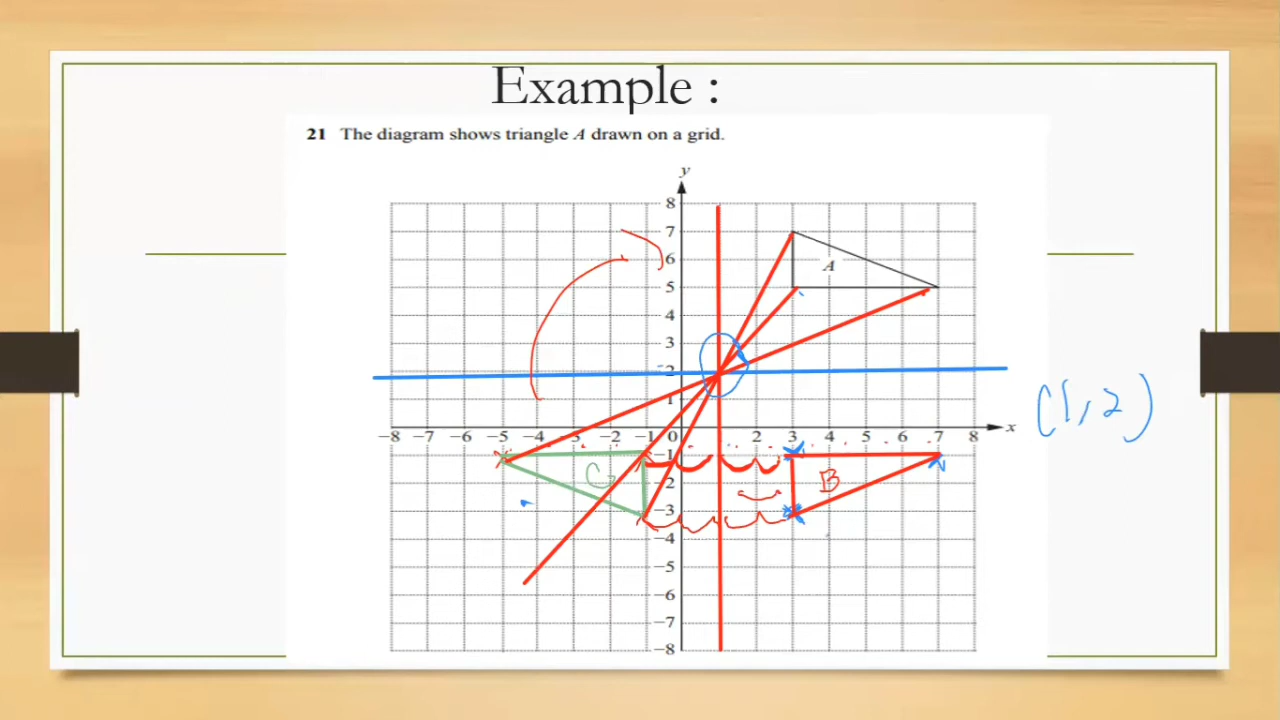 Example :
21 The diagram shows triangle A drawn on a grid.
y
8
7
6
A
5
4
3
2
1
(1,2)
-8 -7 -6 -5 -4 -3 -2 -1 0 2 3 4 5 6 7 8 x
-1
C
B
-2
-3
-4
-5
-6
-7
-8